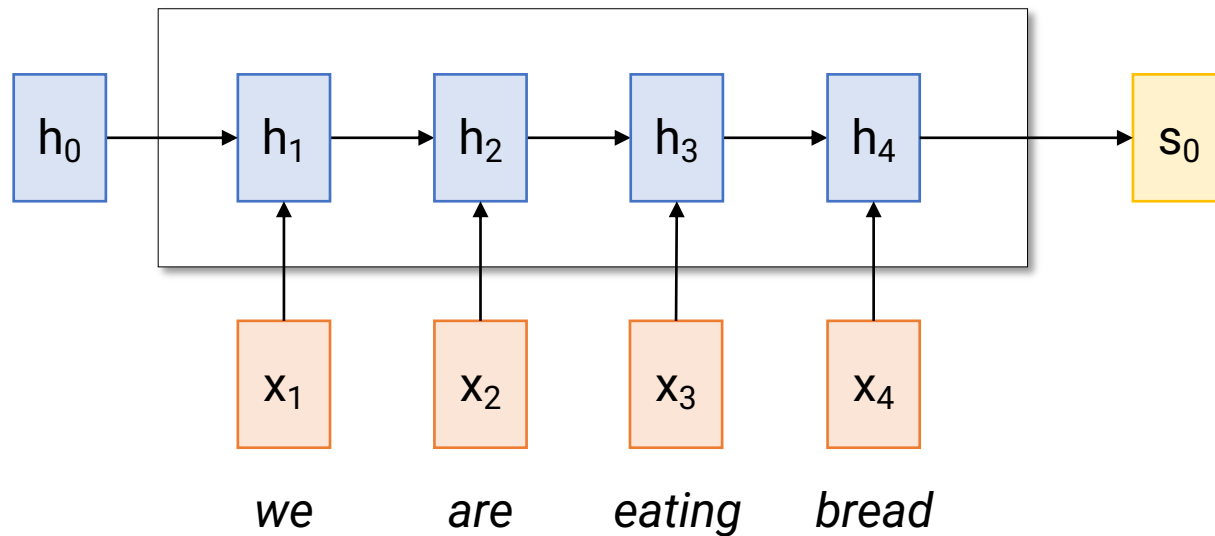 h₀ h₁ h₂ h₃ h₄ s₀
x₁ x₂ x₃ x₄
we are eating bread